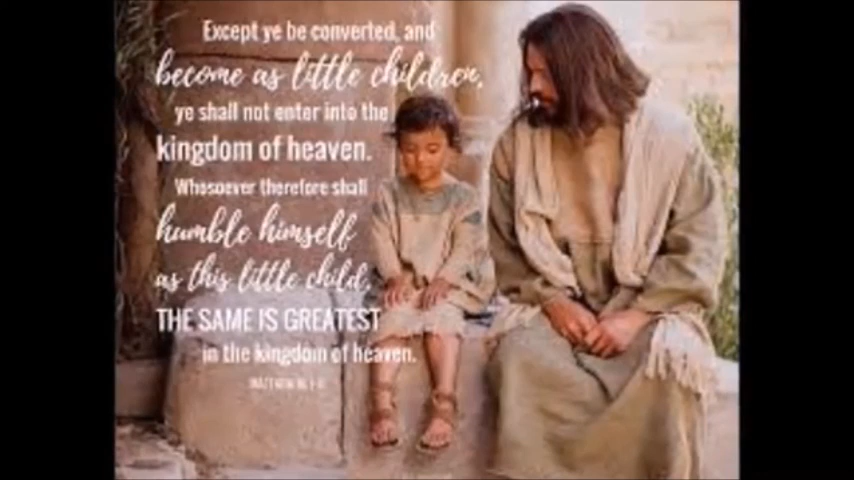 Except ye be converted, and
become as little children,
ye shall not enter into the
kingdom of heaven.
Whosoever therefore shall
humble himself
as this little child,
THE SAME IS GREATEST
in the kingdom of heaven.
MATTHEW